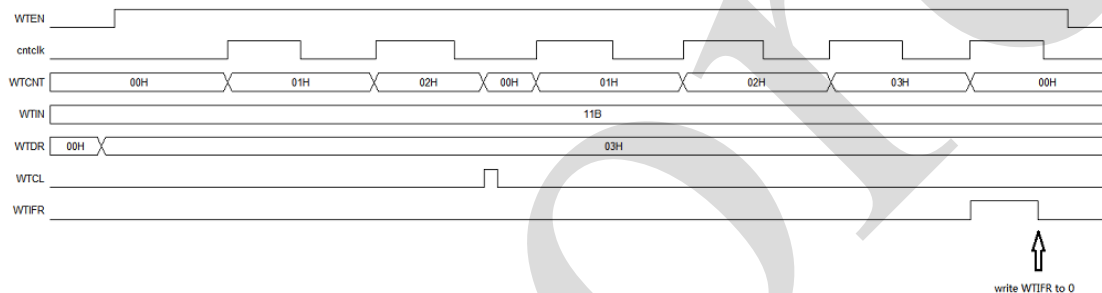 WTEN
cntclk
WTCNT 00H 01H 02H 00H 01H 02H 03H 00H
WTIN 11B
WTDR 00H 03H
WTCL
WTIFR
write WTIFR to 0